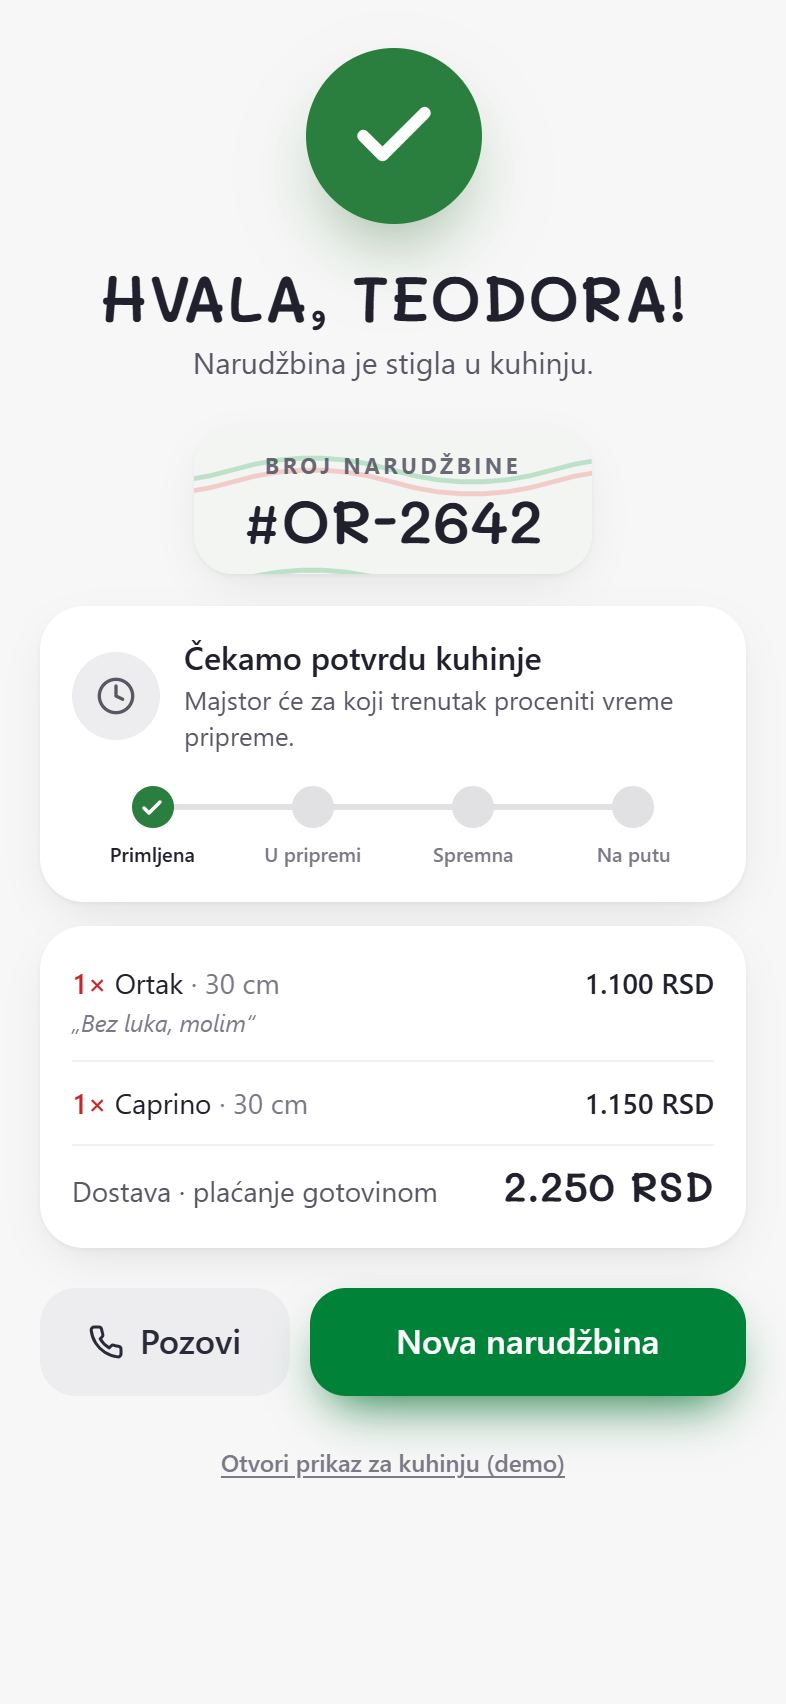 HVALA, TEODORA!
Narudžbina je stigla u kuhinju.
BROJ NARUDŽBINE
#OR-2642
Čekamo potvrdu kuhinje
Majstor će za koji trenutak proceniti vreme
pripreme.
Primljena U pripremi Spremna Na putu
1× Ortak · 30 cm 1.100 RSD
„Bez luka, molim“
1× Caprino · 30 cm 1.150 RSD
Dostava · plaćanje gotovinom 2.250 RSD
Pozovi Nova narudžbina
Otvori prikaz za kuhinju (demo)